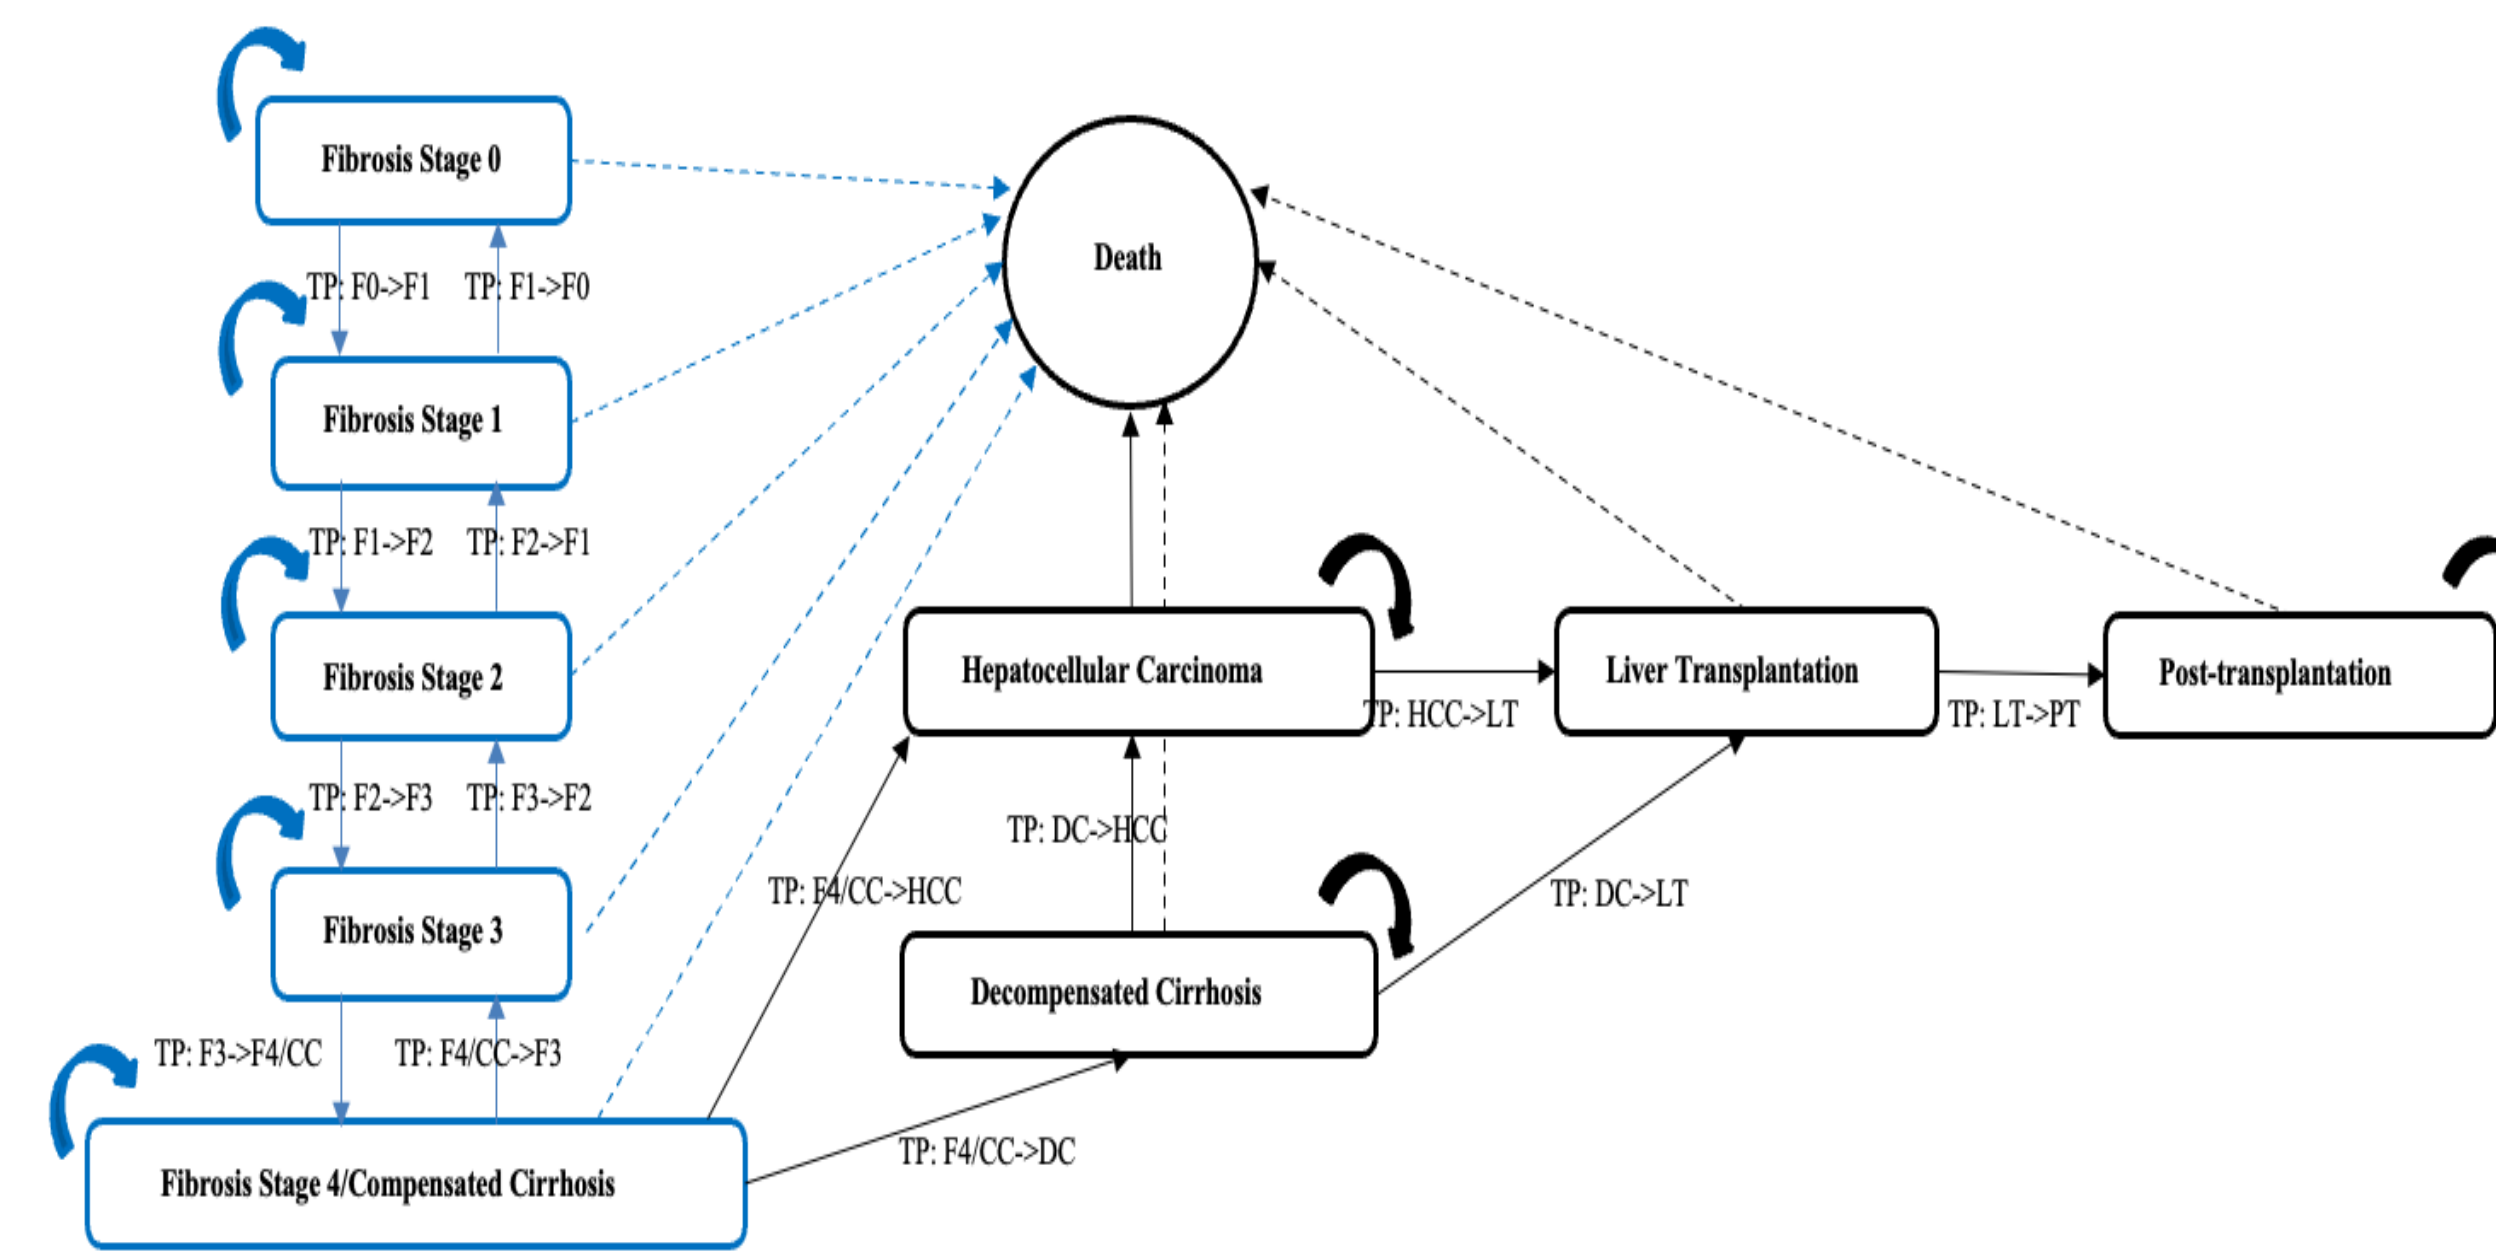 Fibrosis Stage 0
Death
TP: F0->F1
TP: F1->F0
Fibrosis Stage 1
TP: F1->F2
TP: F2->F1
Fibrosis Stage 2
Hepatocellular Carcinoma
Liver Transplantation
Post-transplantation
TP: HCC->LT
TP: LT->PT
TP: F2->F3
TP: F3->F2
TP: DC->HCC
TP: F4/CC->HCC
TP: DC->LT
Fibrosis Stage 3
Decompensated Cirrhosis
TP: F3->F4/CC
TP: F4/CC->F3
TP: F4/CC->DC
Fibrosis Stage 4/Compensated Cirrhosis